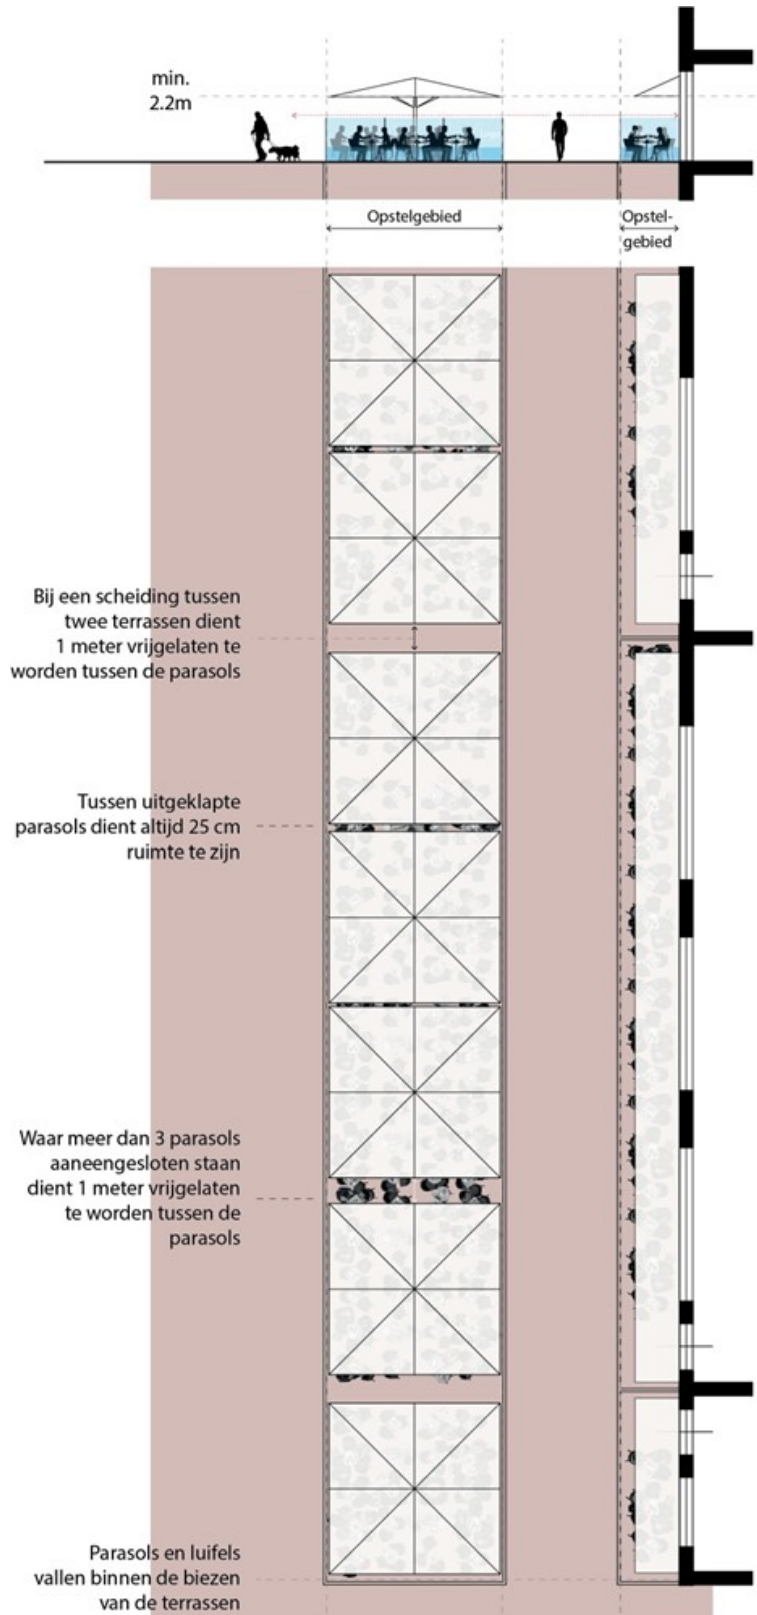 min.
2.2m
Opstelgebied
Opstel-
gebied
Bij een scheiding tussen
twee terrassen dient
1 meter vrijgelaten te
worden tussen de parasols
Tussen uitgeklapte
parasols dient altijd 25 cm
ruimte te zijn
Waar meer dan 3 parasols
aaneengesloten staan
dient 1 meter vrijgelaten
te worden tussen de
parasols
Parasols en luifels
vallen binnen de biezen
van de terrassen